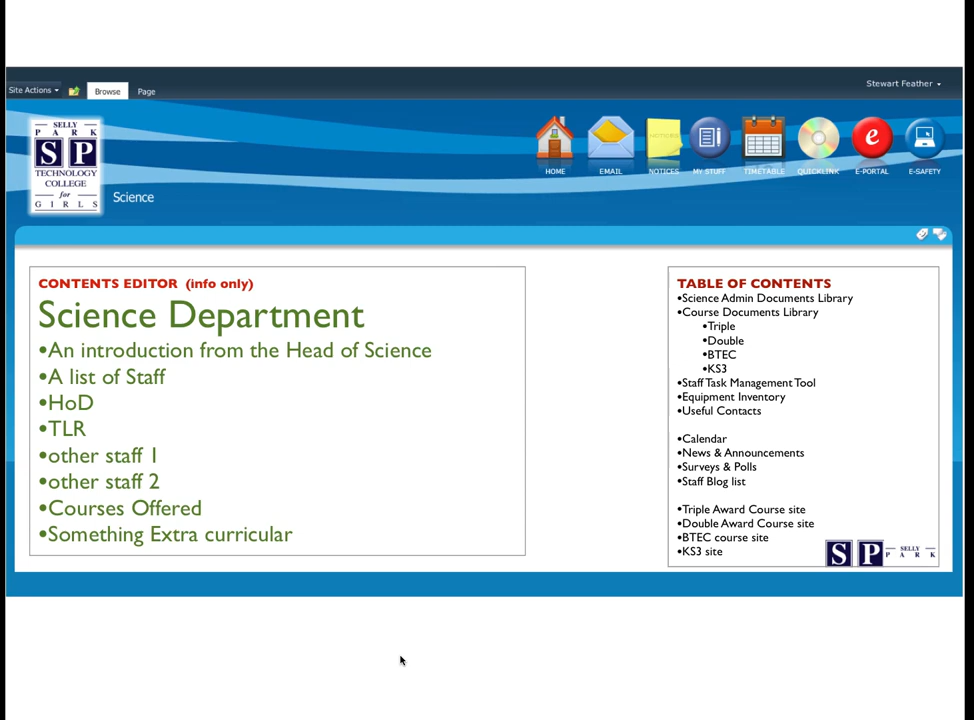 Site Actions
Browse
Page
Stewart Feather
SELLY
PARK
SP
TECHNOLOGY
COLLEGE
for
GIRLS
Science
NOTICES
HOME
EMAIL
NOTICES
MY STUFF
TIMETABLE
QUICKLINK
E-PORTAL
E-SAFETY
e
CONTENTS EDITOR (info only)
Science Department
•An introduction from the Head of Science
•A list of Staff
•HoD
•TLR
•other staff 1
•other staff 2
•Courses Offered
•Something Extra curricular
TABLE OF CONTENTS
•Science Admin Documents Library
•Course Documents Library
•Triple
•Double
•BTEC
•KS3
•Staff Task Management Tool
•Equipment Inventory
•Useful Contacts
•Calendar
•News & Announcements
•Surveys & Polls
•Staff Blog list
•Triple Award Course site
•Double Award Course site
•BTEC course site
•KS3 site
SP
SELLY
PARK